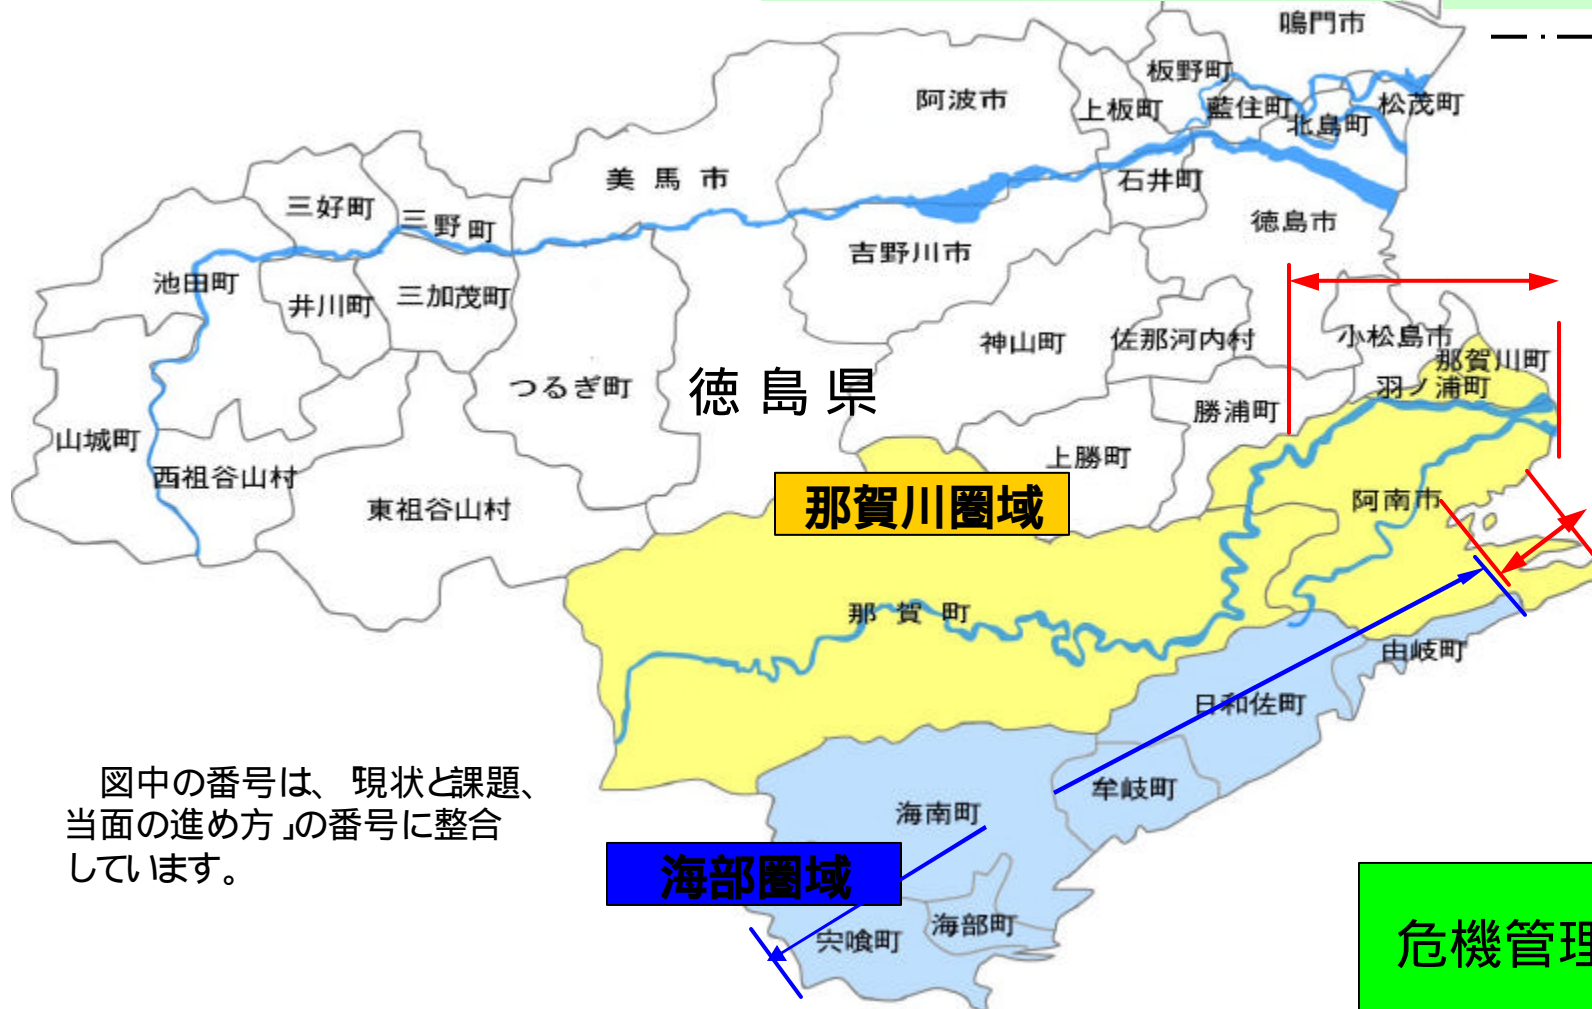 鳴門市
板野町
阿波市
上板町
藍住町
松茂町
北島町
美馬市
石井町
三好町
三野町
徳島市
吉野川市
池田町
井川町
三加茂町
神山町
佐那河内村
小松島市
那賀川町
羽ノ浦町
つるぎ町
徳島県
勝浦町
山城町
上勝町
西祖谷山村
東祖谷山村
那賀川圏域
阿南市
那賀町
由岐町
日和佐町
図中の番号は、「現状と課題、
当面の進め方」の番号に整合
しています。
牟岐町
海南町
海部圏域
宍喰町
海部町
危機管理